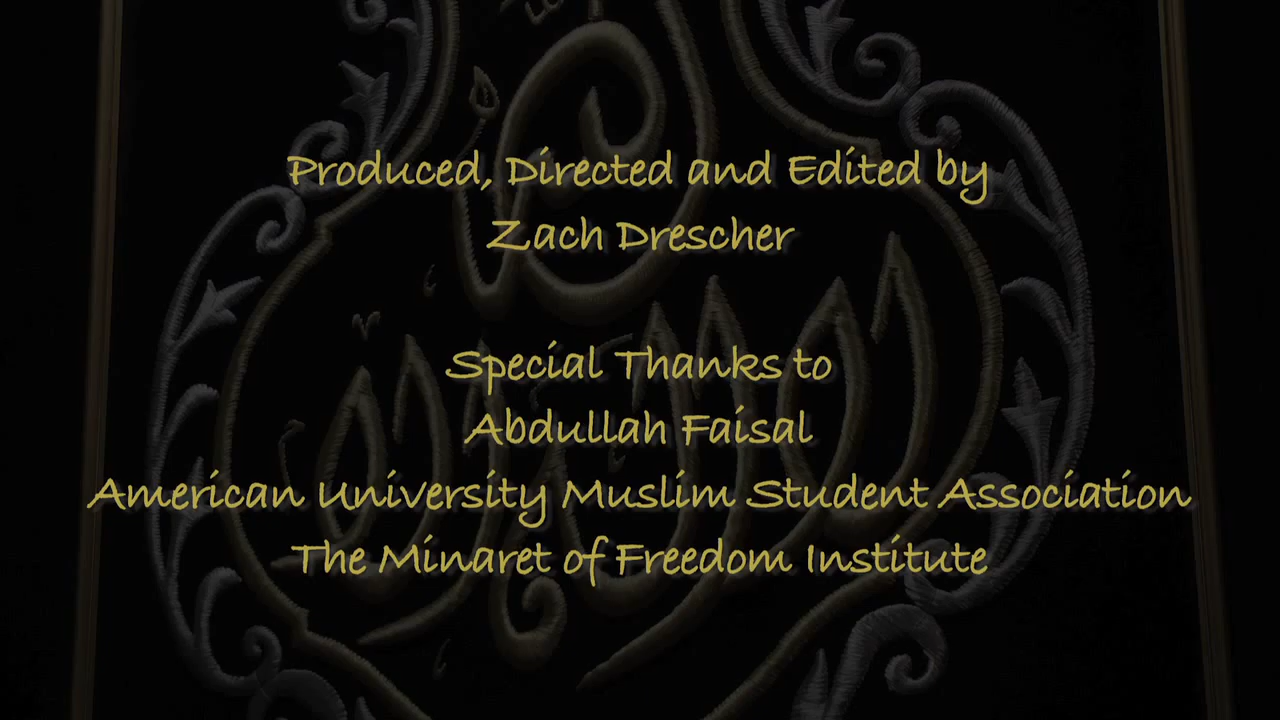 Produced, Directed and Edited by
Zach Drescher
Special Thanks to
Abdullah Faisal
American University Muslim Student Association
The Minaret of Freedom Institute